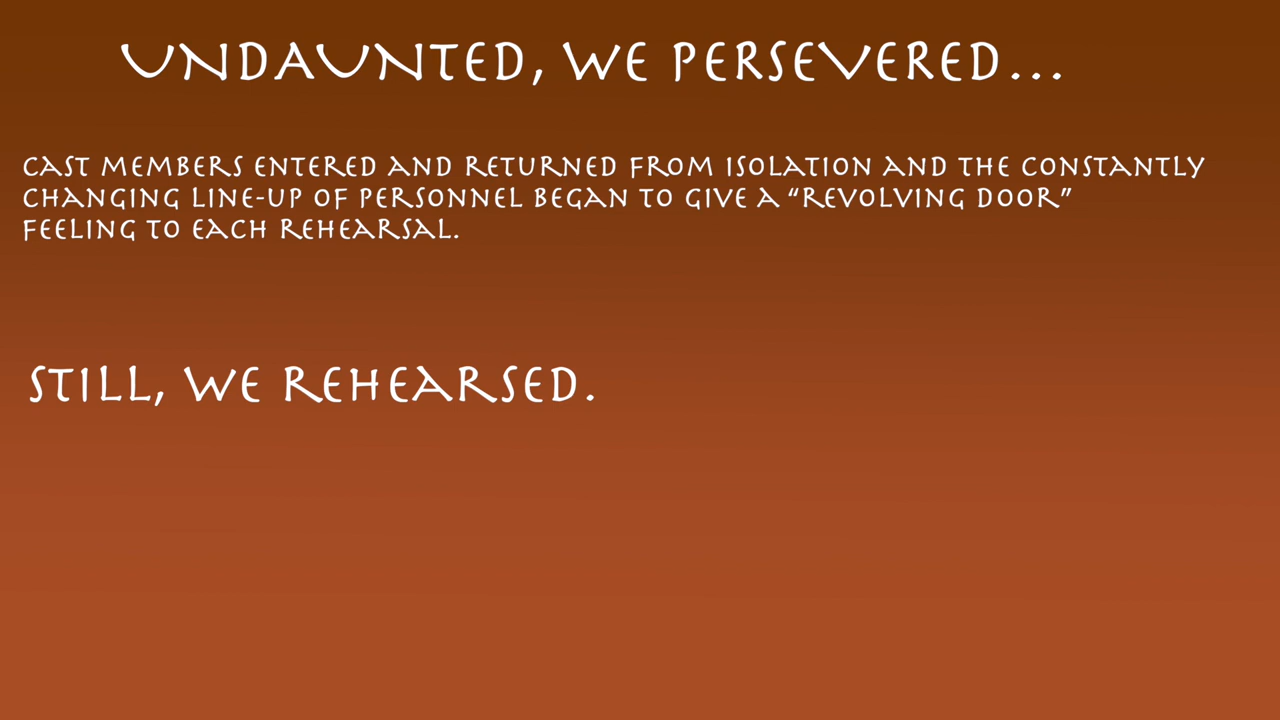 UNDAUNTED, WE PERSEVERED...
CAST MEMBERS ENTERED AND RETURNED FROM ISOLATION AND THE CONSTANTLY
CHANGING LINE-UP OF PERSONNEL BEGAN TO GIVE A “REVOLVING DOOR”
FEELING TO EACH REHEARSAL.
STILL, WE REHEARSED.